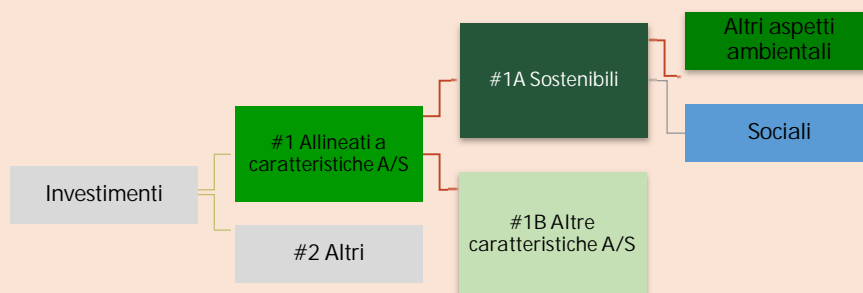 Investimenti
#1 Allineati a
caratteristiche A/S
#2 Altri
#1A Sostenibili
#1B Altre
caratteristiche A/S
Altri aspetti
ambientali
Sociali